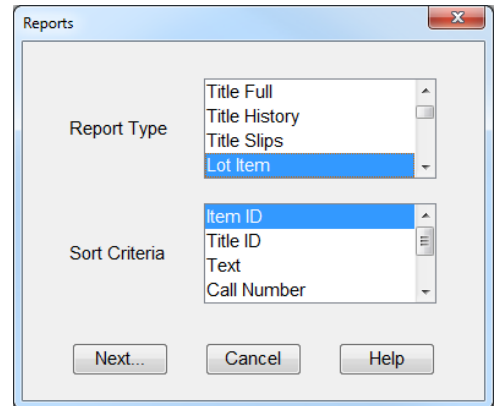 Reports
Report Type
Title Full
Title History
Title Slips
Lot Item
Sort Criteria
Item ID
Title ID
Text
Call Number
Next... Cancel Help